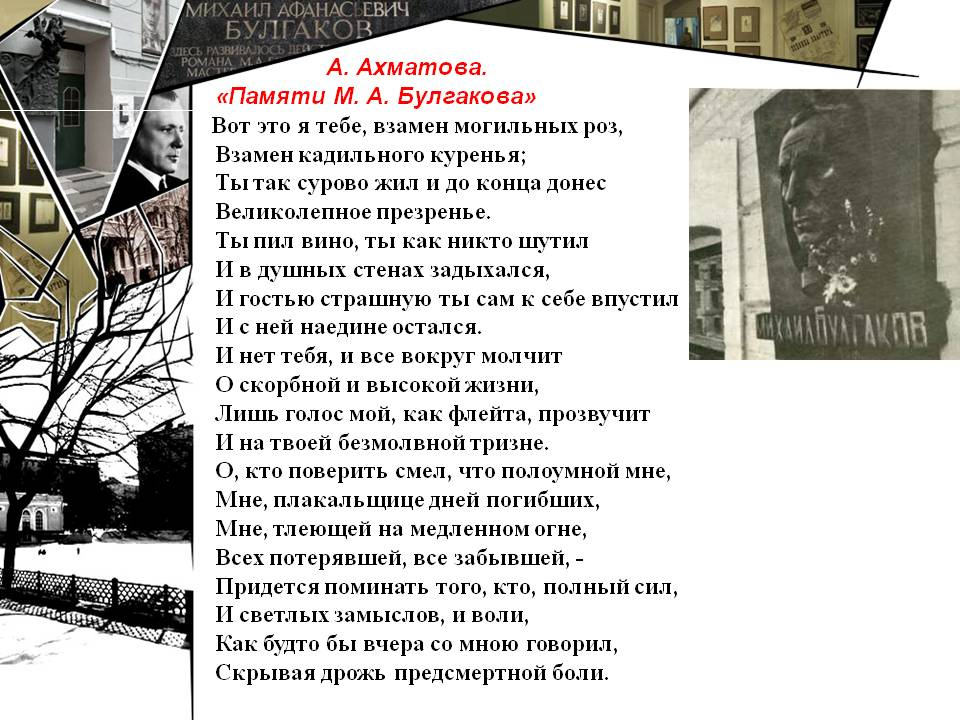 МИХАИЛ АФАНАСЬЕВИЧ
БУЛГАКОВ
ЗДЕСЬ РАЗВИВАЛОСЬ ДЕЙСТ
РОМАНА М.А.
МАСТЕР
А. Ахматова.
«Памяти М. А. Булгакова»
Вот это я тебе, взамен могильных роз,
Взамен кадильного куренья;
Ты так сурово жил и до конца донес
Великолепное презренье.
Ты пил вино, ты как никто шутил
И в душных стенах задыхался,
И гостью страшную ты сам к себе впустил
И с ней наедине остался.
И нет тебя, и все вокруг молчит
О скорбной и высокой жизни,
Лишь голос мой, как флейта, прозвучит
И на твоей безмолвной тризне.
О, кто поверить смел, что полоумной мне,
Мне, плакальщице дней погибших,
Мне, тлеющей на медленном огне,
Всех потерявшей, все забывшей, -
Придется поминать того, кто, полный сил,
И светлых замыслов, и воли,
Как будто бы вчера со мною говорил,
Скрывая дрожь предсмертной боли.
МИХАИЛ БУЛГАКОВ